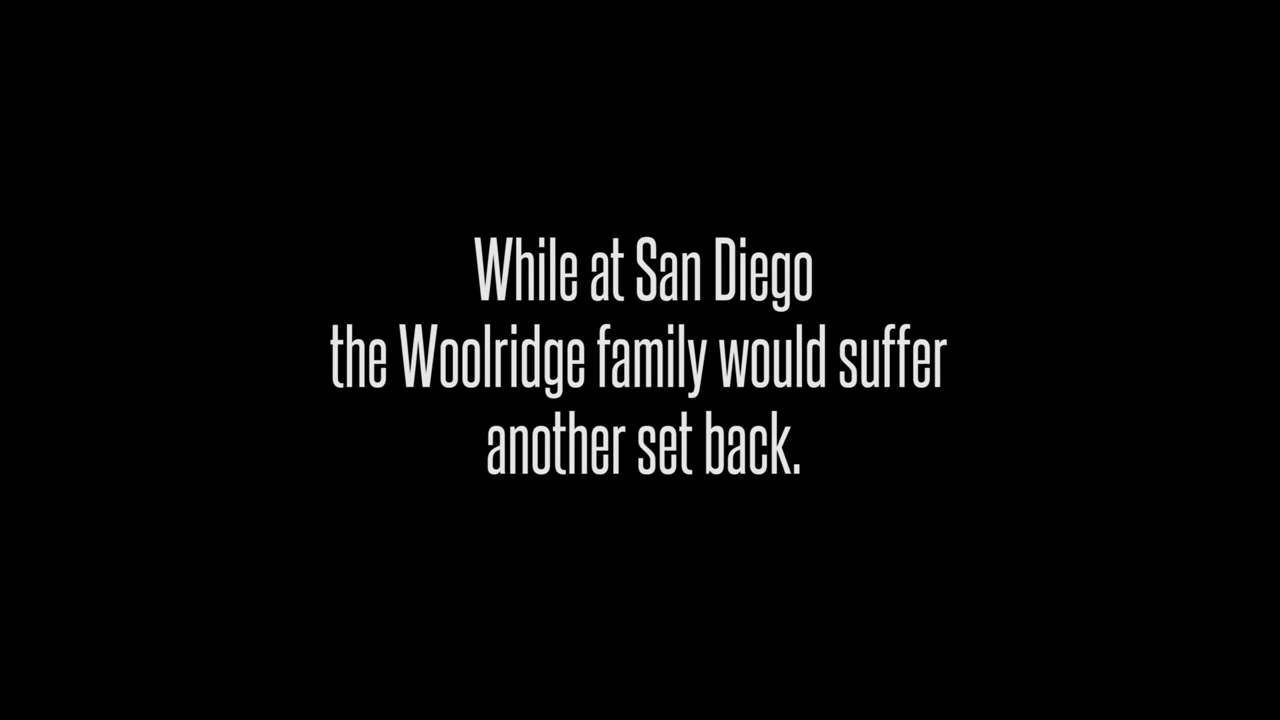 While at San Diego
the Woolridge family would suffer
another set back.